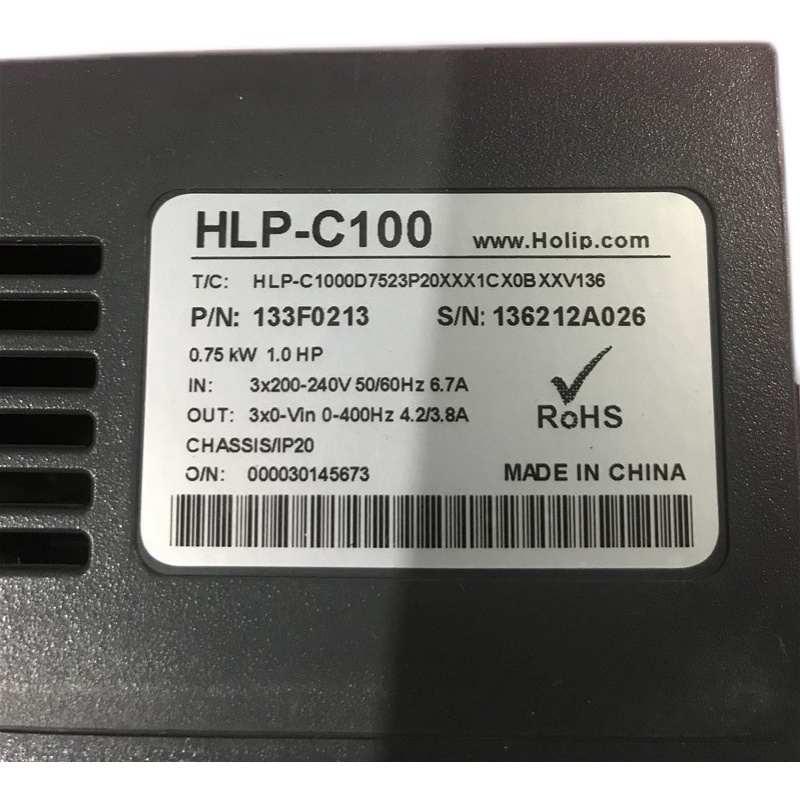 HLP-C100 www.Holip.com
T/C: HLP-C1000D7523P20XXX1CX0BXXV136
P/N: 133F0213 S/N: 136212A026
0.75 kW 1.0 HP
IN: 3x200-240V 50/60Hz 6.7A
OUT: 3x0-Vin 0-400Hz 4.2/3.8A
RoHS
CHASSIS/IP20
O/N: 000030145673 MADE IN CHINA